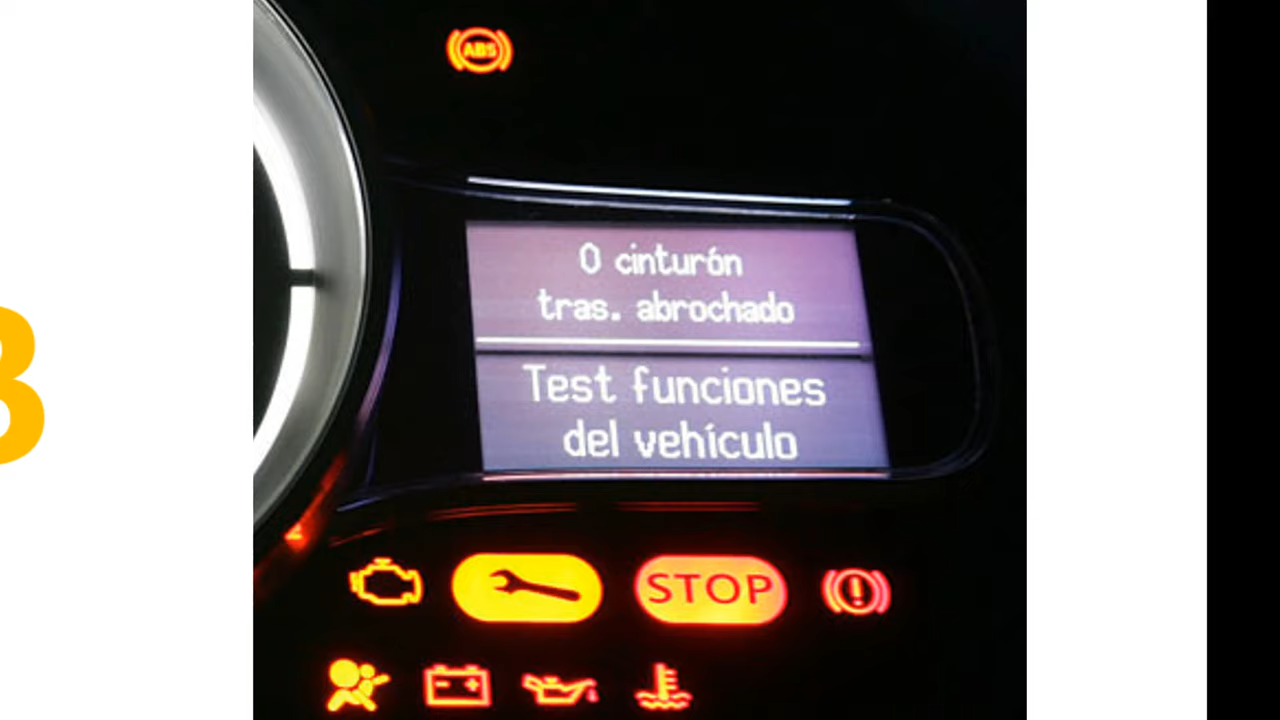 ABS
0 cinturón
tras. abrochado
Test funciones
del vehículo
STOP